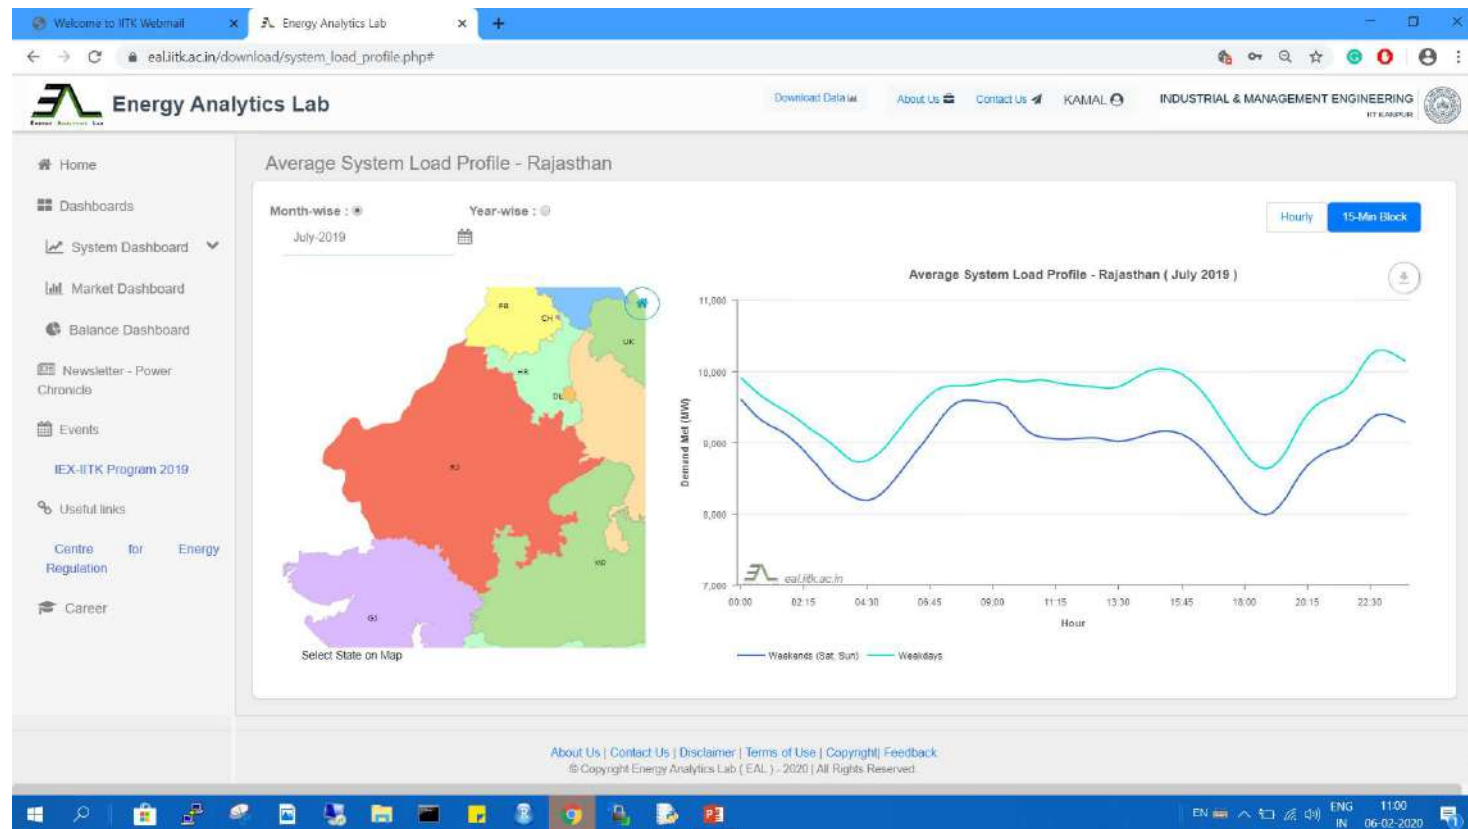 Welcome to IITK Webmail
Energy Analytics Lab
eal.iitk.ac.in/download/system_load_profile.php#
Energy Analytics Lab
Download Data
About Us
Contact Us
KAMAL
INDUSTRIAL & MANAGEMENT ENGINEERING
IIT KANPUR
Energy Analytics Lab
Home
Dashboards
System Dashboard
Market Dashboard
Balance Dashboard
Newsletter - Power
Chronicle
Events
IEX-IITK Program 2019
Useful links
Centre for Energy
Regulation
Career
Average System Load Profile - Rajasthan
Month-wise :
Year-wise :
July-2019
Hourly
15-Min Block
PB
CH
UK
HR
DL
RJ
MP
GJ
Select State on Map
Average System Load Profile - Rajasthan ( July 2019 )
11,000
10,000
9,000
8,000
7,000
Demand Met (MW)
eal.iitk.ac.in
00:00 02:15 04:30 06:45 09:00 11:15 13:30 15:45 18:00 20:15 22:30
Hour
Weekends (Sat, Sun) Weekdays
About Us | Contact Us | Disclaimer | Terms of Use | Copyright| Feedback
© Copyright Energy Analytics Lab ( EAL ) - 2020 | All Rights Reserved.
EN
ENG
IN
11:00
06-02-2020